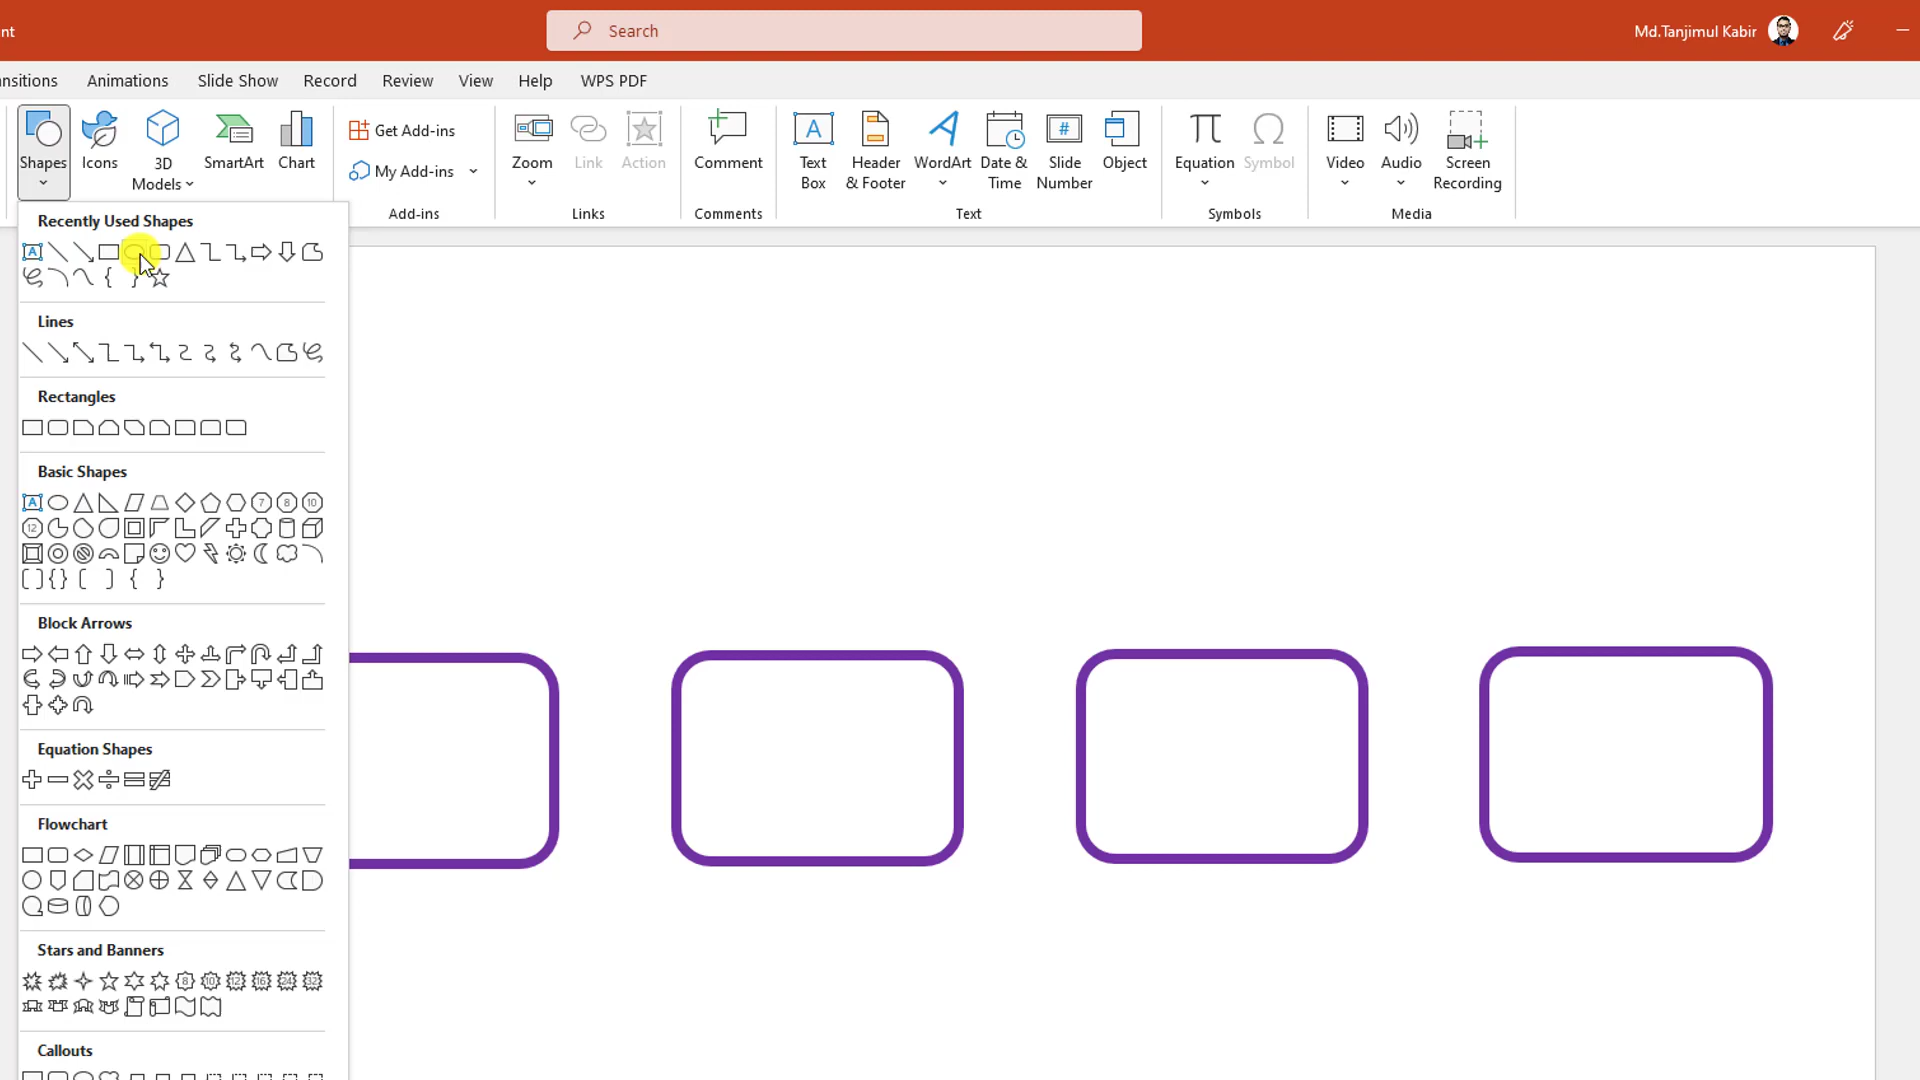 nt
Search
Md.Tanjimul Kabir
nsitions Animations Slide Show Record Review View Help WPS PDF
Shapes
Icons
3D
Models
SmartArt
Chart
Get Add-ins
My Add-ins
Add-ins
Zoom
Link
Action
Links
Comment
Comments
Text
Box
Header
& Footer
WordArt
Date &
Time
Slide
Number
Object
Text
Equation
Symbol
Symbols
Video
Audio
Screen
Recording
Media
Recently Used Shapes
Lines
Rectangles
Basic Shapes
Block Arrows
Equation Shapes
Flowchart
Stars and Banners
Callouts